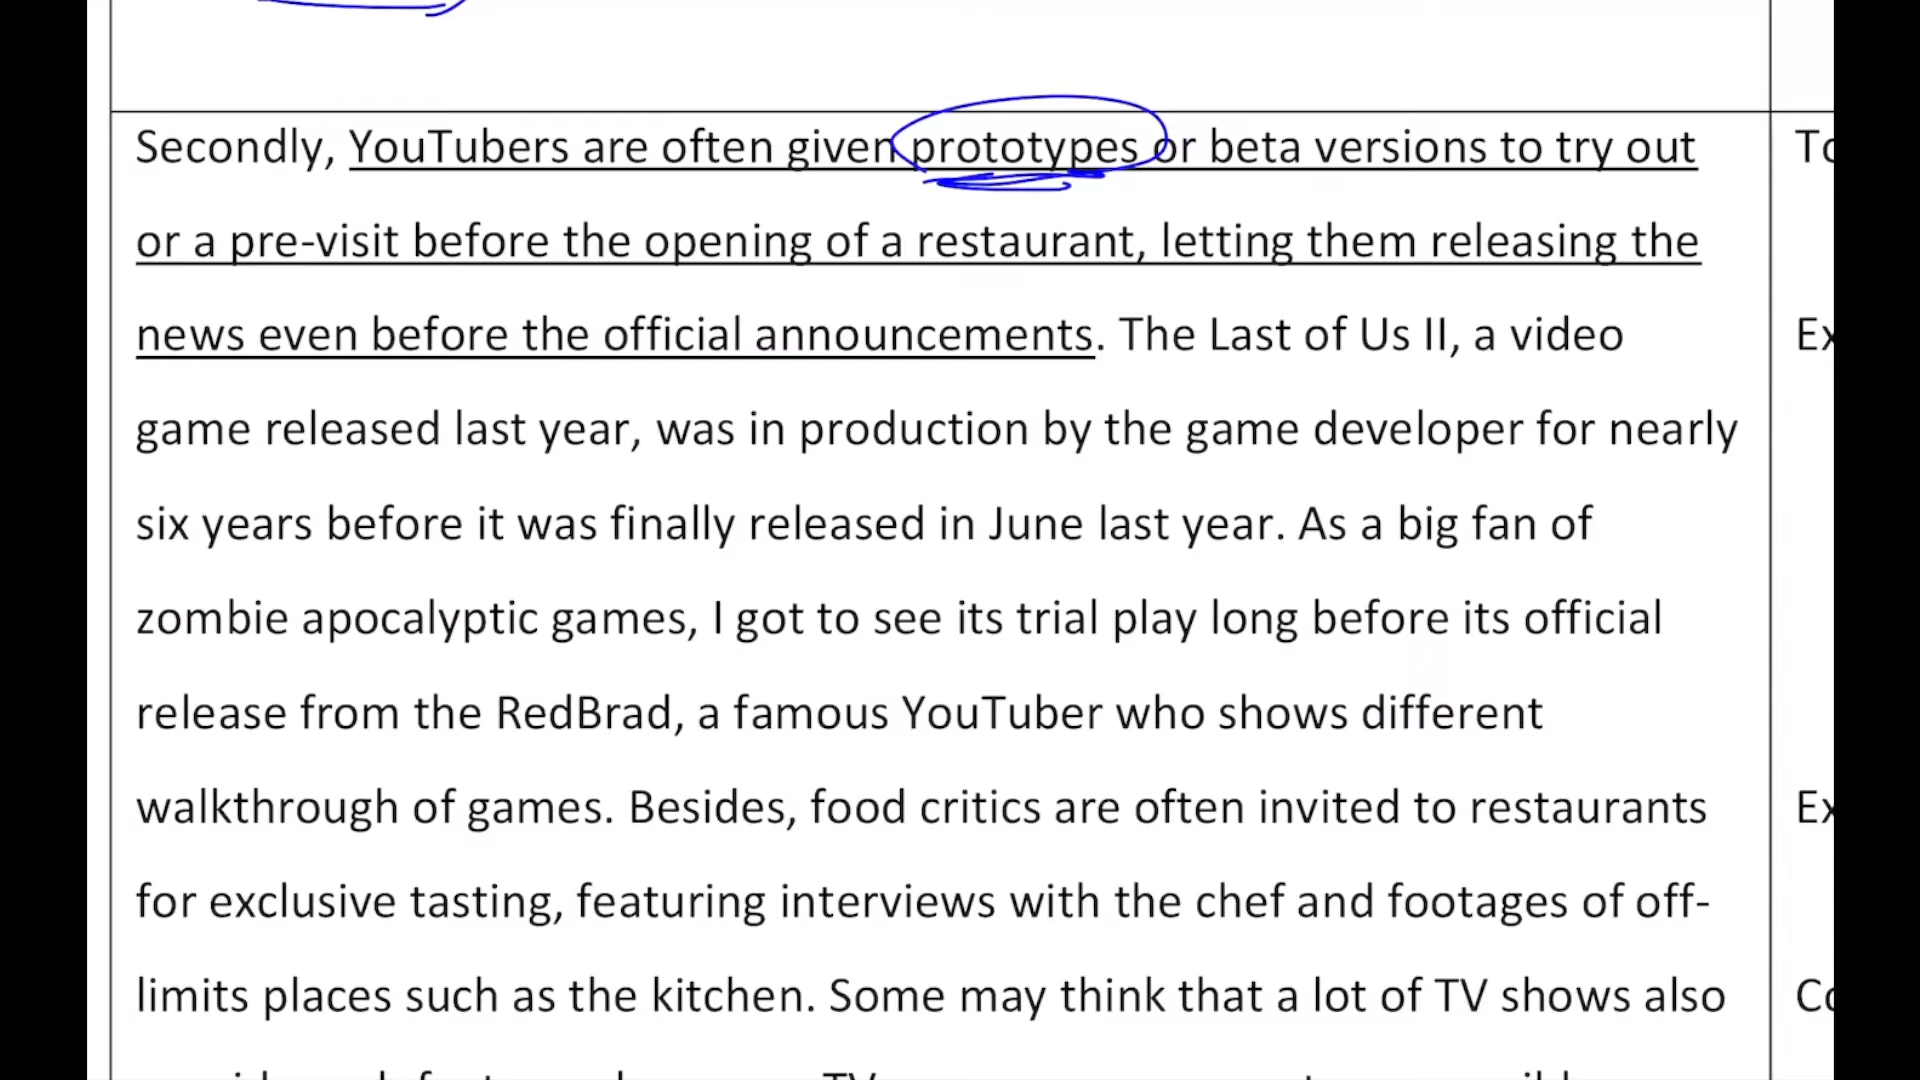 Secondly, YouTubers are often given prototypes or beta versions to try out
or a pre-visit before the opening of a restaurant, letting them releasing the
news even before the official announcements. The Last of Us II, a video
game released last year, was in production by the game developer for nearly
six years before it was finally released in June last year. As a big fan of
zombie apocalyptic games, I got to see its trial play long before its official
release from the RedBrad, a famous YouTuber who shows different
walkthrough of games. Besides, food critics are often invited to restaurants
for exclusive tasting, featuring interviews with the chef and footages of off-
limits places such as the kitchen. Some may think that a lot of TV shows also